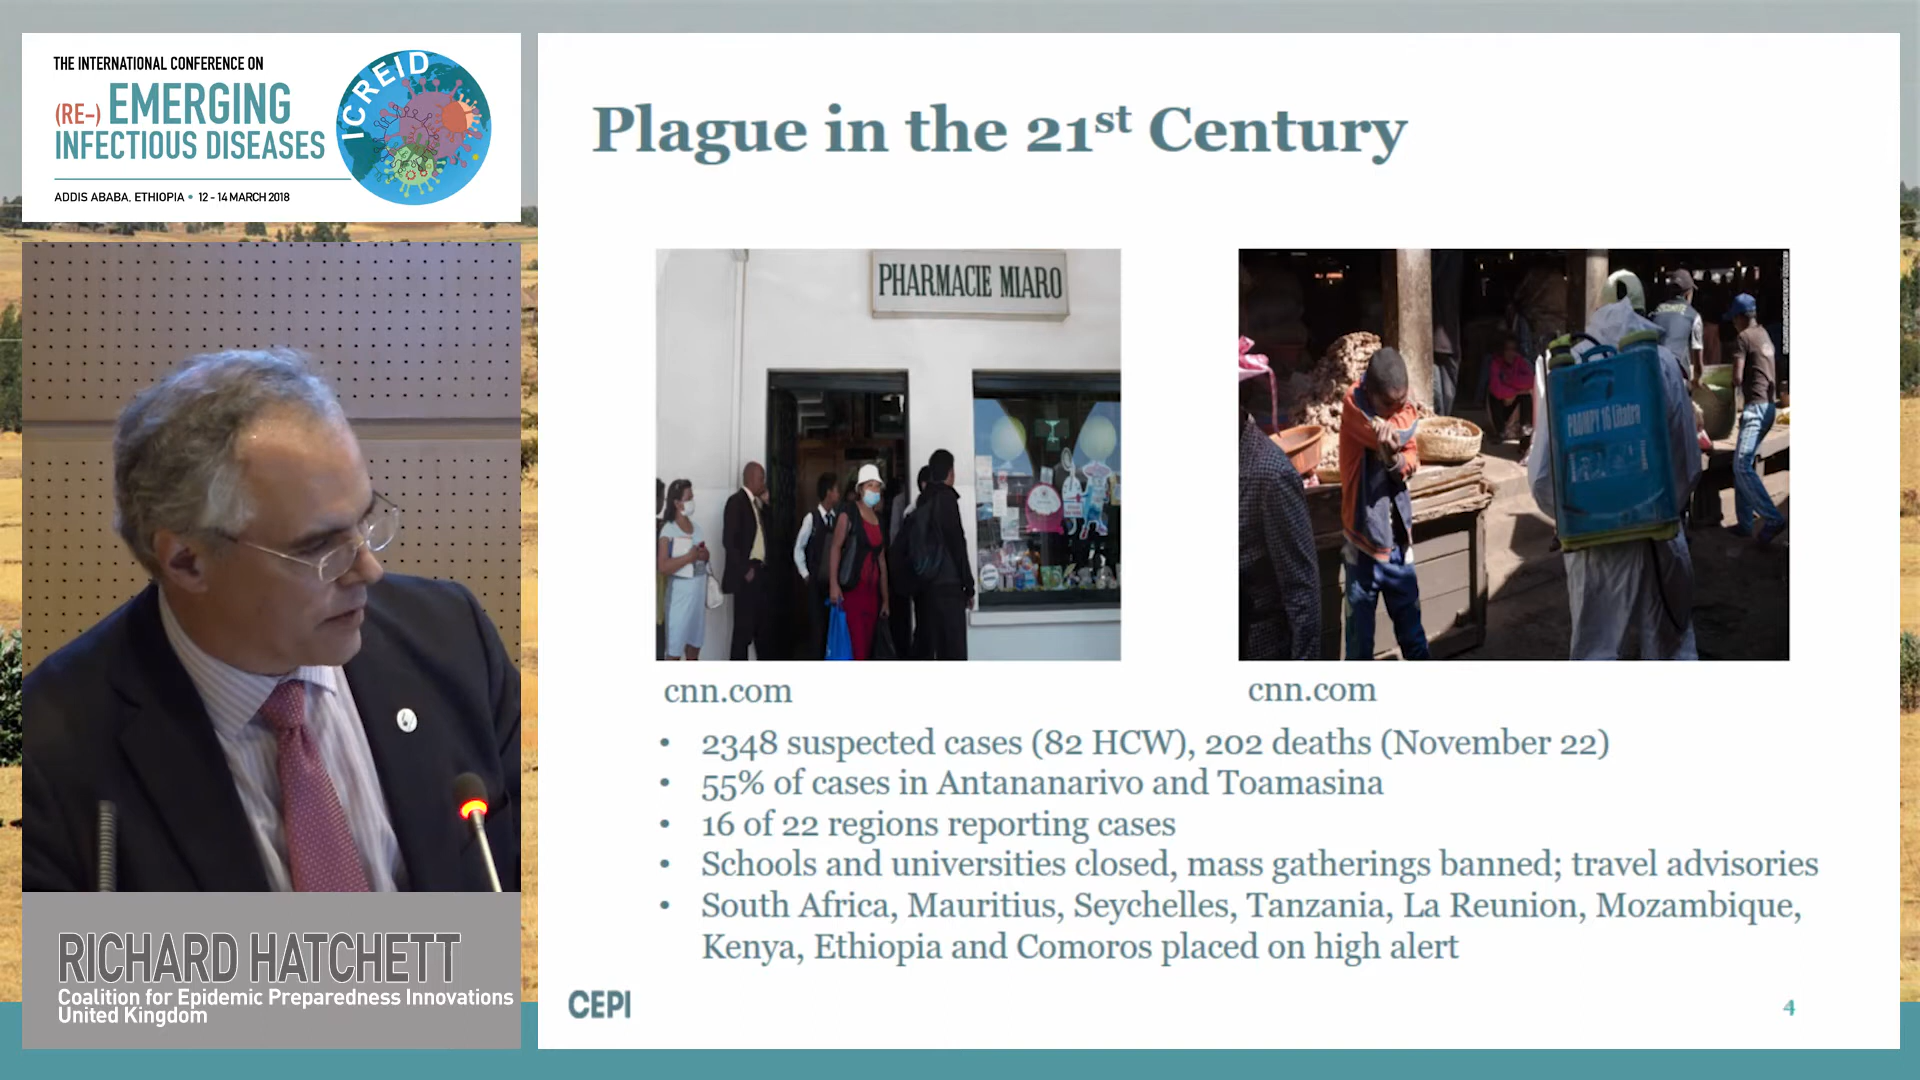 THE INTERNATIONAL CONFERENCE ON
(RE-) EMERGING
INFECTIOUS DISEASES
ADDIS ABABA, ETHIOPIA • 12 - 14 MARCH 2018
ICREID
RICHARD HATCHETT
Coalition for Epidemic Preparedness Innovations
United Kingdom
Plague in the 21st Century
PHARMACIE MIARO
cnn.com
cnn.com
• 2348 suspected cases (82 HCW), 202 deaths (November 22)
• 55% of cases in Antananarivo and Toamasina
• 16 of 22 regions reporting cases
• Schools and universities closed, mass gatherings banned; travel advisories
• South Africa, Mauritius, Seychelles, Tanzania, La Reunion, Mozambique,
Kenya, Ethiopia and Comoros placed on high alert
CEPI
4